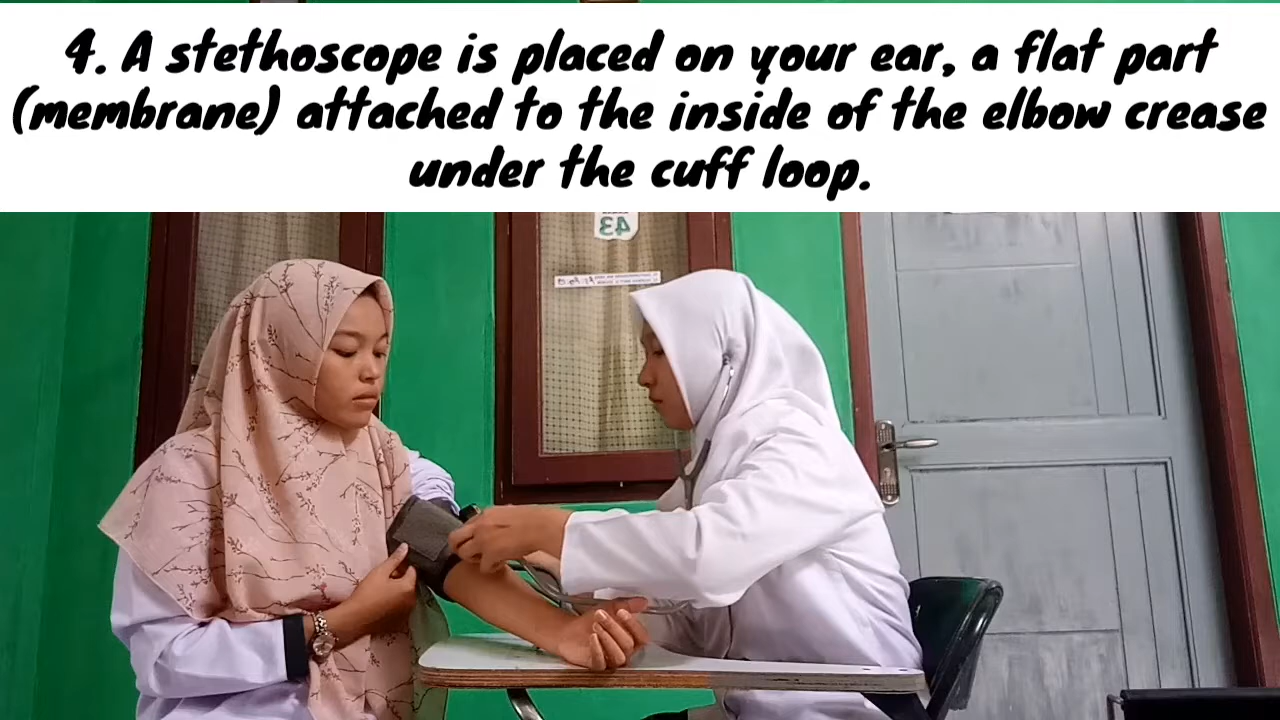 4. A stethoscope is placed on your ear, a flat part
(membrane) attached to the inside of the elbow crease
under the cuff loop.
43